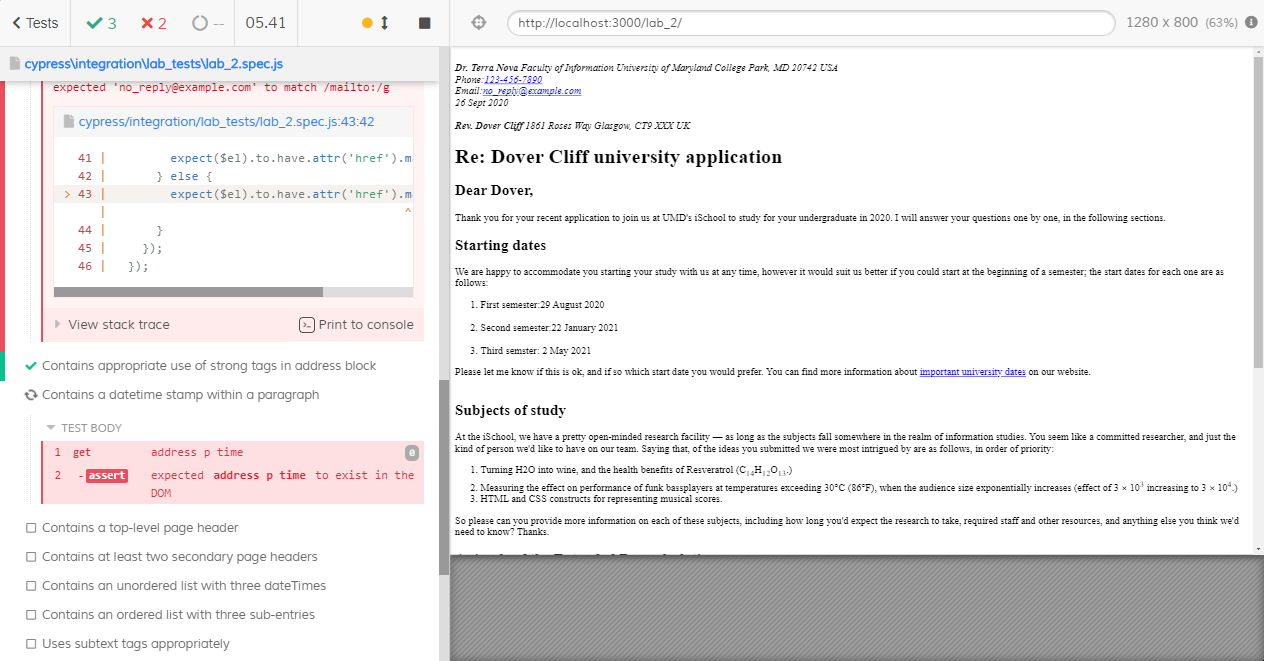 Tests
3
2
--
05.41
http://localhost:3000/lab_2/
1280 x 800 (63%)
cypress\integration\lab_tests\lab_2.spec.js
expected 'no_reply@example.com' to match /mailto:/g
cypress/integration/lab_tests/lab_2.spec.js:43:42
41 | expect($el).to.have.attr('href').m
42 | } else {
> 43 | expect($el).to.have.attr('href').m
| ^
44 | }
45 | });
46 | });
View stack trace
Print to console
Contains appropriate use of strong tags in address block
Contains a datetime stamp within a paragraph
TEST BODY
1 get address p time 0
2 -assert expected address p time to exist in the
DOM
Contains a top-level page header
Contains at least two secondary page headers
Contains an unordered list with three dateTimes
Contains an ordered list with three sub-entries
Uses subtext tags appropriately
Dr. Terra Nova Faculty of Information University of Maryland College Park, MD 20742 USA
Phone:123-456-7890
Email:no_reply@example.com
26 Sept 2020
Rev. Dover Cliff 1861 Roses Way Glasgow, CT9 XXX UK
Re: Dover Cliff university application
Dear Dover,
Thank you for your recent application to join us at UMD's iSchool to study for your undergraduate in 2020. I will answer your questions one by one, in the following sections.
Starting dates
We are happy to accommodate you starting your study with us at any time, however it would suit us better if you could start at the beginning of a semester; the start dates for each one are as
follows:
1. First semester:29 August 2020
2. Second semester:22 January 2021
3. Third semster: 2 May 2021
Please let me know if this is ok, and if so which start date you would prefer. You can find more information about important university dates on our website.
Subjects of study
At the iSchool, we have a pretty open-minded research facility — as long as the subjects fall somewhere in the realm of information studies. You seem like a committed researcher, and just the
kind of person we'd like to have on our team. Saying that, of the ideas you submitted we were most intrigued by are as follows, in order of priority:
1. Turning H2O into wine, and the health benefits of Resveratrol (C₁₄H₁₂O₁₃.)
2. Measuring the effect on performance of funk bassplayers at temperatures exceeding 30°C (86°F), when the audience size exponentially increases (effect of 3 × 10³ increasing to 3 × 10⁴.)
3. HTML and CSS constructs for representing musical scores.
So please can you provide more information on each of these subjects, including how long you'd expect the research to take, required staff and other resources, and anything else you think we'd
need to know? Thanks.